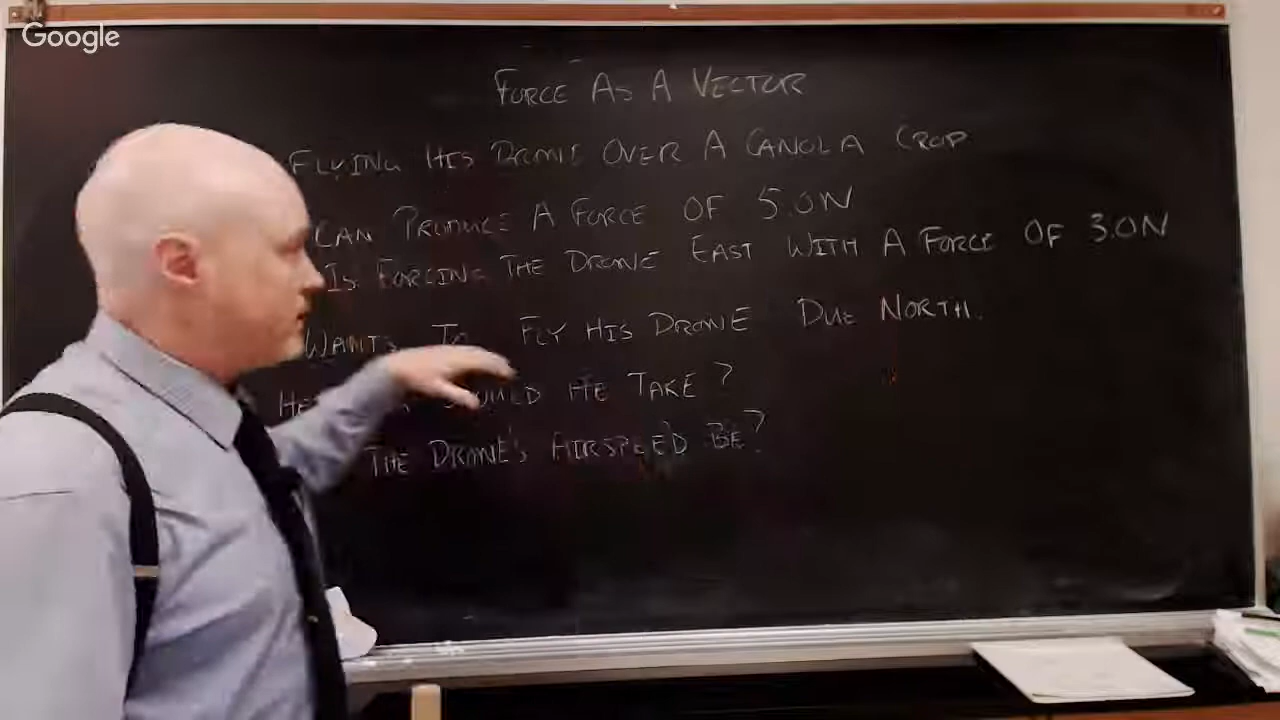 Google
FORCE AS A VECTOR
FLYING HIS DRONE OVER A CANOLA CROP
CAN PRODUCE A FORCE OF 5.0N
IS FORCING THE DRONE EAST WITH A FORCE OF 3.0N
WANTS TO FLY HIS DRONE DUE NORTH.
SHOULD HE TAKE?
THE DRONE'S AIRSPEED BE?